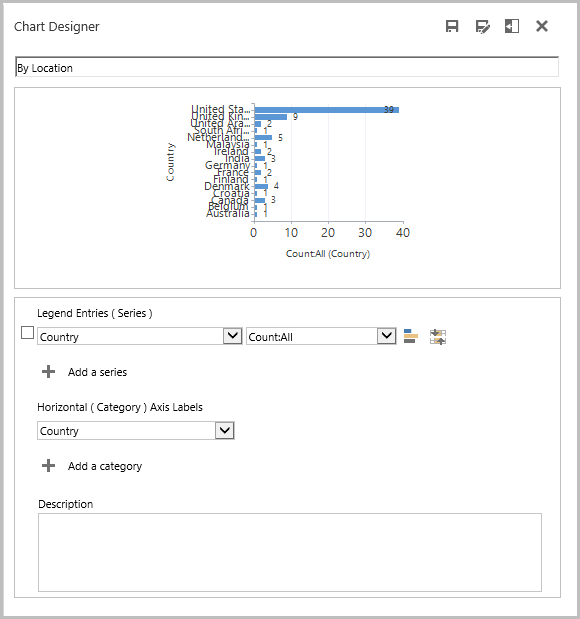 Chart Designer
By Location
United Sta... 39
United Kin... 9
United Ara... 2
South Afri... 1
Netherland... 5
Malaysia 1
Ireland 2
India 3
Germany 1
France 2
Finland 1
Denmark 4
Croatia 1
Canada 3
Belgium 1
Australia 1
Country
0 10 20 30 40
Count:All (Country)
Legend Entries ( Series )
Country Count:All
Add a series
Horizontal ( Category ) Axis Labels
Country
Add a category
Description